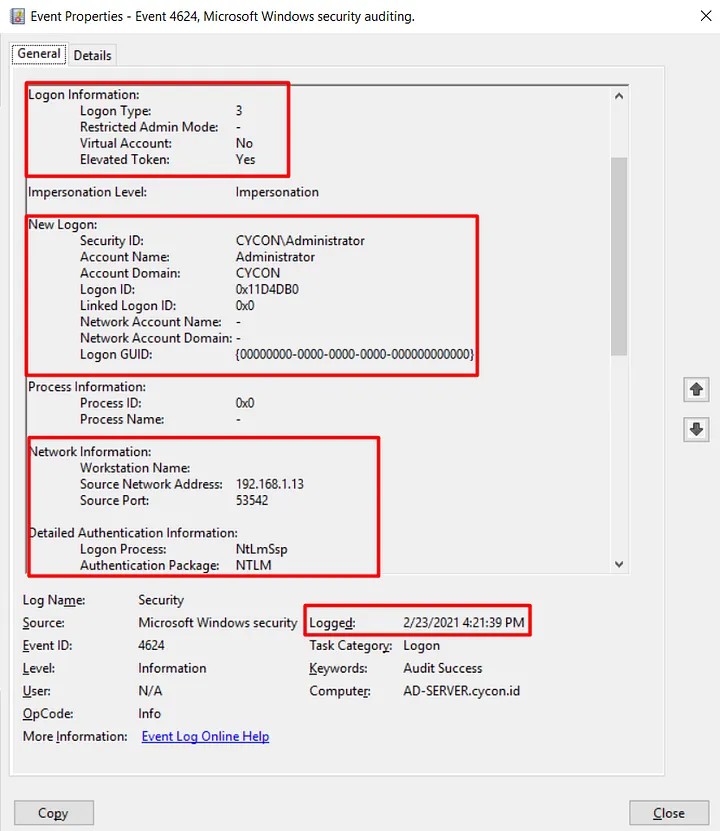 Event Properties - Event 4624, Microsoft Windows security auditing.
General Details
Logon Information:
Logon Type: 3
Restricted Admin Mode: -
Virtual Account: No
Elevated Token: Yes
Impersonation Level: Impersonation
New Logon:
Security ID: CYCON\Administrator
Account Name: Administrator
Account Domain: CYCON
Logon ID: 0x11D4DB0
Linked Logon ID: 0x0
Network Account Name: -
Network Account Domain: -
Logon GUID: {00000000-0000-0000-0000-000000000000}
Process Information:
Process ID: 0x0
Process Name: -
Network Information:
Workstation Name:
Source Network Address: 192.168.1.13
Source Port: 53542
Detailed Authentication Information:
Logon Process: NtLmSsp
Authentication Package: NTLM
Log Name: Security
Source: Microsoft Windows security Logged: 2/23/2021 4:21:39 PM
Event ID: 4624 Task Category: Logon
Level: Information Keywords: Audit Success
User: N/A Computer: AD-SERVER.cycon.id
OpCode: Info
More Information: Event Log Online Help
Copy Close